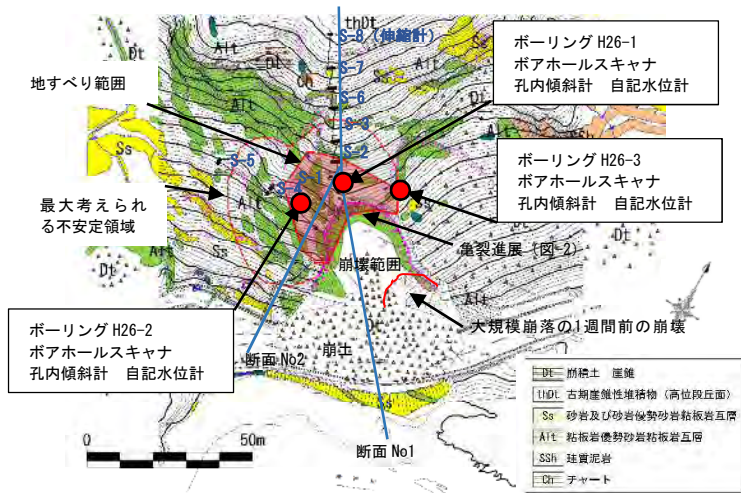 thDt
S-8 (伸縮計)
S-7
S-6
S-3
S-2
S-1
S-4
S-5
Dt
Alt
Ss
Ch
ボーリング H26-1
ボアホールスキャナ
孔内傾斜計 自記水位計
地すべり範囲
ボーリング H26-3
ボアホールスキャナ
孔内傾斜計 自記水位計
最大考えられ
る不安定領域
亀裂進展(図-2)
崩壊範囲
Alt
大規模崩落の1週間前の崩壊
ボーリング H26-2
ボアホールスキャナ
孔内傾斜計 自記水位計
断面 No2
崩土
Dt
Ss
断面 No1
0 50m
Dt 崩積土 崖錐
thDt 古期崖錐性堆積物(高位段丘面)
Ss 砂岩及び砂岩優勢砂岩粘板岩互層
Alt 粘板岩優勢砂岩粘板岩互層
SSh 珪質泥岩
Ch チャート